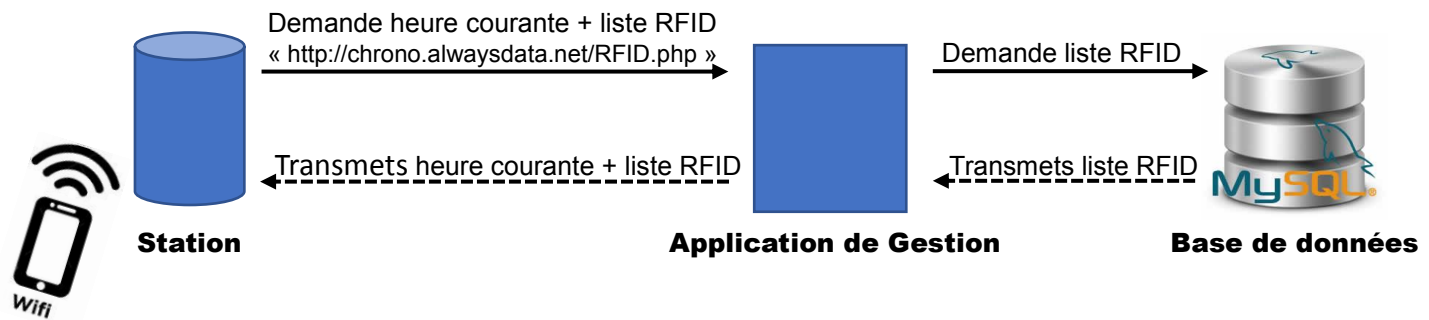 Demande heure courante + liste RFID
« http://chrono.alwaysdata.net/RFID.php »
Demande liste RFID
Transmets heure courante + liste RFID
Transmets liste RFID
MySQL®
Station
Application de Gestion
Base de données
Wifi